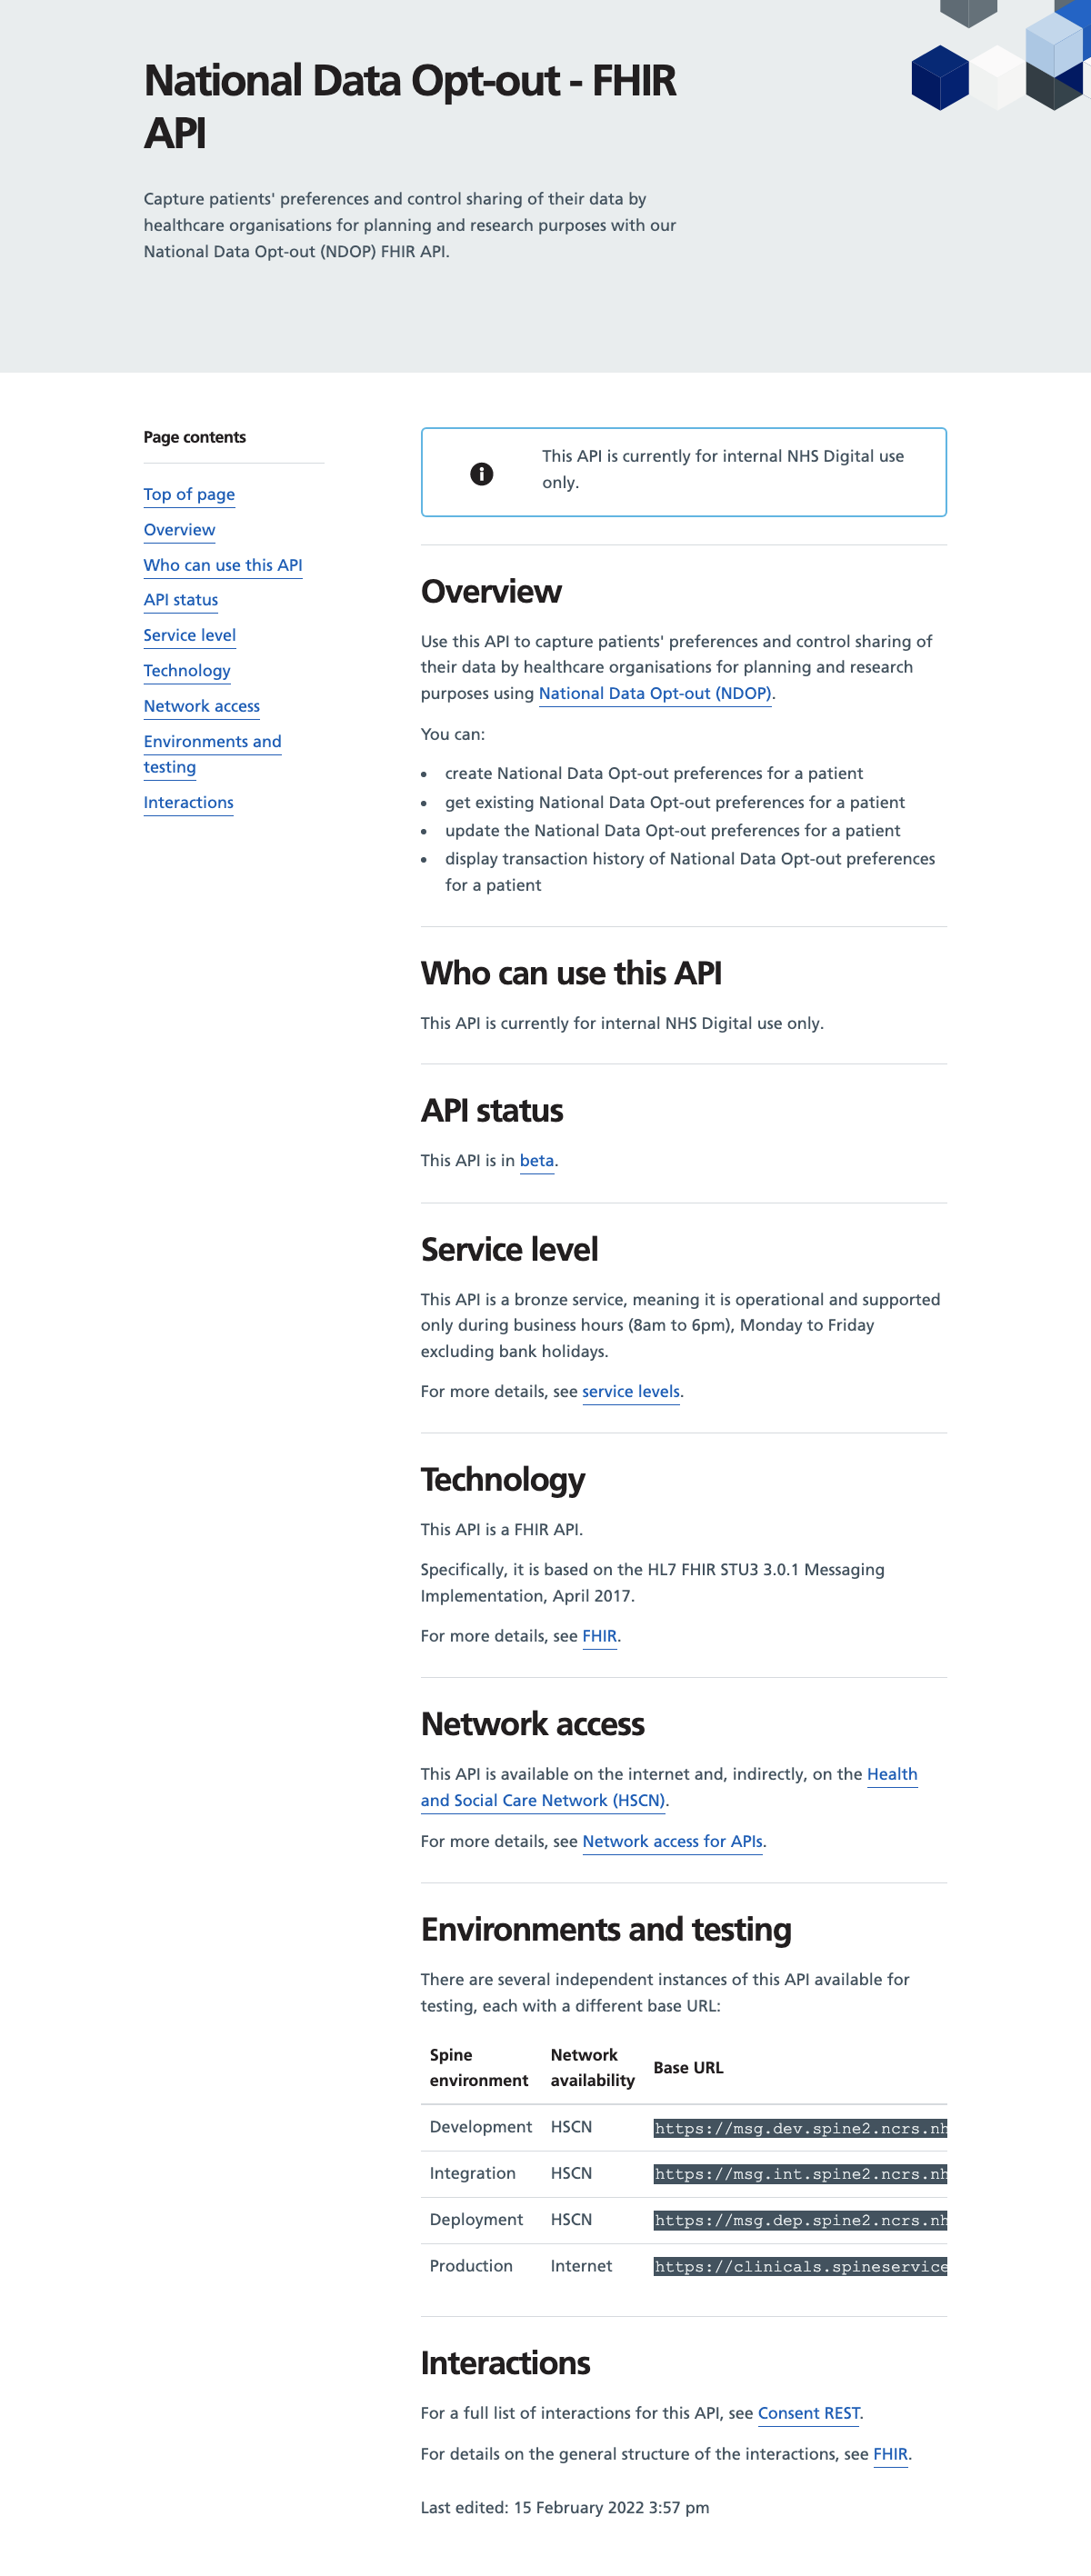 National Data Opt-out - FHIR
API
Capture patients' preferences and control sharing of their data by
healthcare organisations for planning and research purposes with our
National Data Opt-out (NDOP) FHIR API.
Page contents
Top of page
Overview
Who can use this API
API status
Service level
Technology
Network access
Environments and
testing
Interactions
This API is currently for internal NHS Digital use
only.
Overview
Use this API to capture patients' preferences and control sharing of
their data by healthcare organisations for planning and research
purposes using National Data Opt-out (NDOP).
You can:
• create National Data Opt-out preferences for a patient
• get existing National Data Opt-out preferences for a patient
• update the National Data Opt-out preferences for a patient
• display transaction history of National Data Opt-out preferences
for a patient
Who can use this API
This API is currently for internal NHS Digital use only.
API status
This API is in beta.
Service level
This API is a bronze service, meaning it is operational and supported
only during business hours (8am to 6pm), Monday to Friday
excluding bank holidays.
For more details, see service levels.
Technology
This API is a FHIR API.
Specifically, it is based on the HL7 FHIR STU3 3.0.1 Messaging
Implementation, April 2017.
For more details, see FHIR.
Network access
This API is available on the internet and, indirectly, on the Health
and Social Care Network (HSCN).
For more details, see Network access for APIs.
Environments and testing
There are several independent instances of this API available for
testing, each with a different base URL:
Spine environment Network availability Base URL
Development HSCN https://msg.dev.spine2.ncrs.nh
Integration HSCN https://msg.int.spine2.ncrs.nh
Deployment HSCN https://msg.dep.spine2.ncrs.nh
Production Internet https://clinicals.spineservice
Interactions
For a full list of interactions for this API, see Consent REST.
For details on the general structure of the interactions, see FHIR.
Last edited: 15 February 2022 3:57 pm